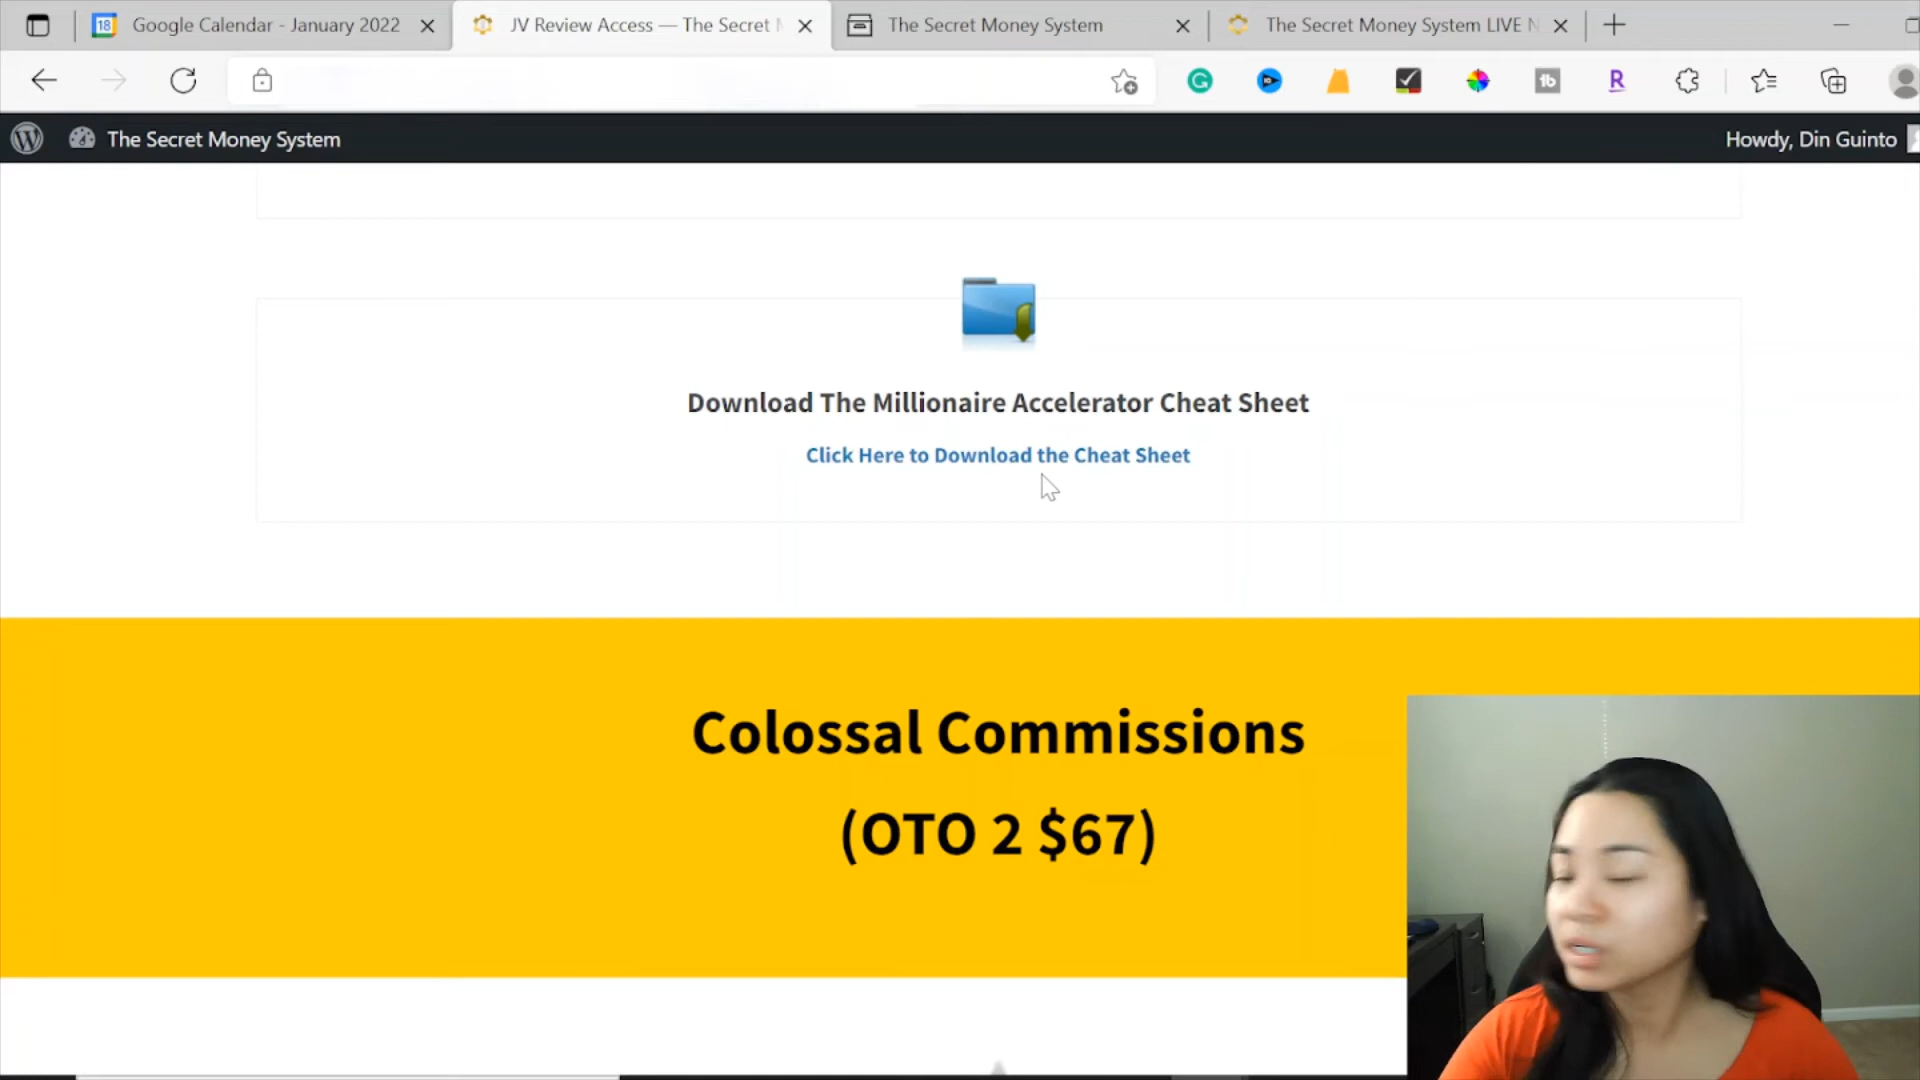 18 Google Calendar - January 2022
JV Review Access — The Secret
The Secret Money System
The Secret Money System LIVE
The Secret Money System
Howdy, Din Guinto
Download The Millionaire Accelerator Cheat Sheet
Click Here to Download the Cheat Sheet
Colossal Commissions
(OTO 2 $67)